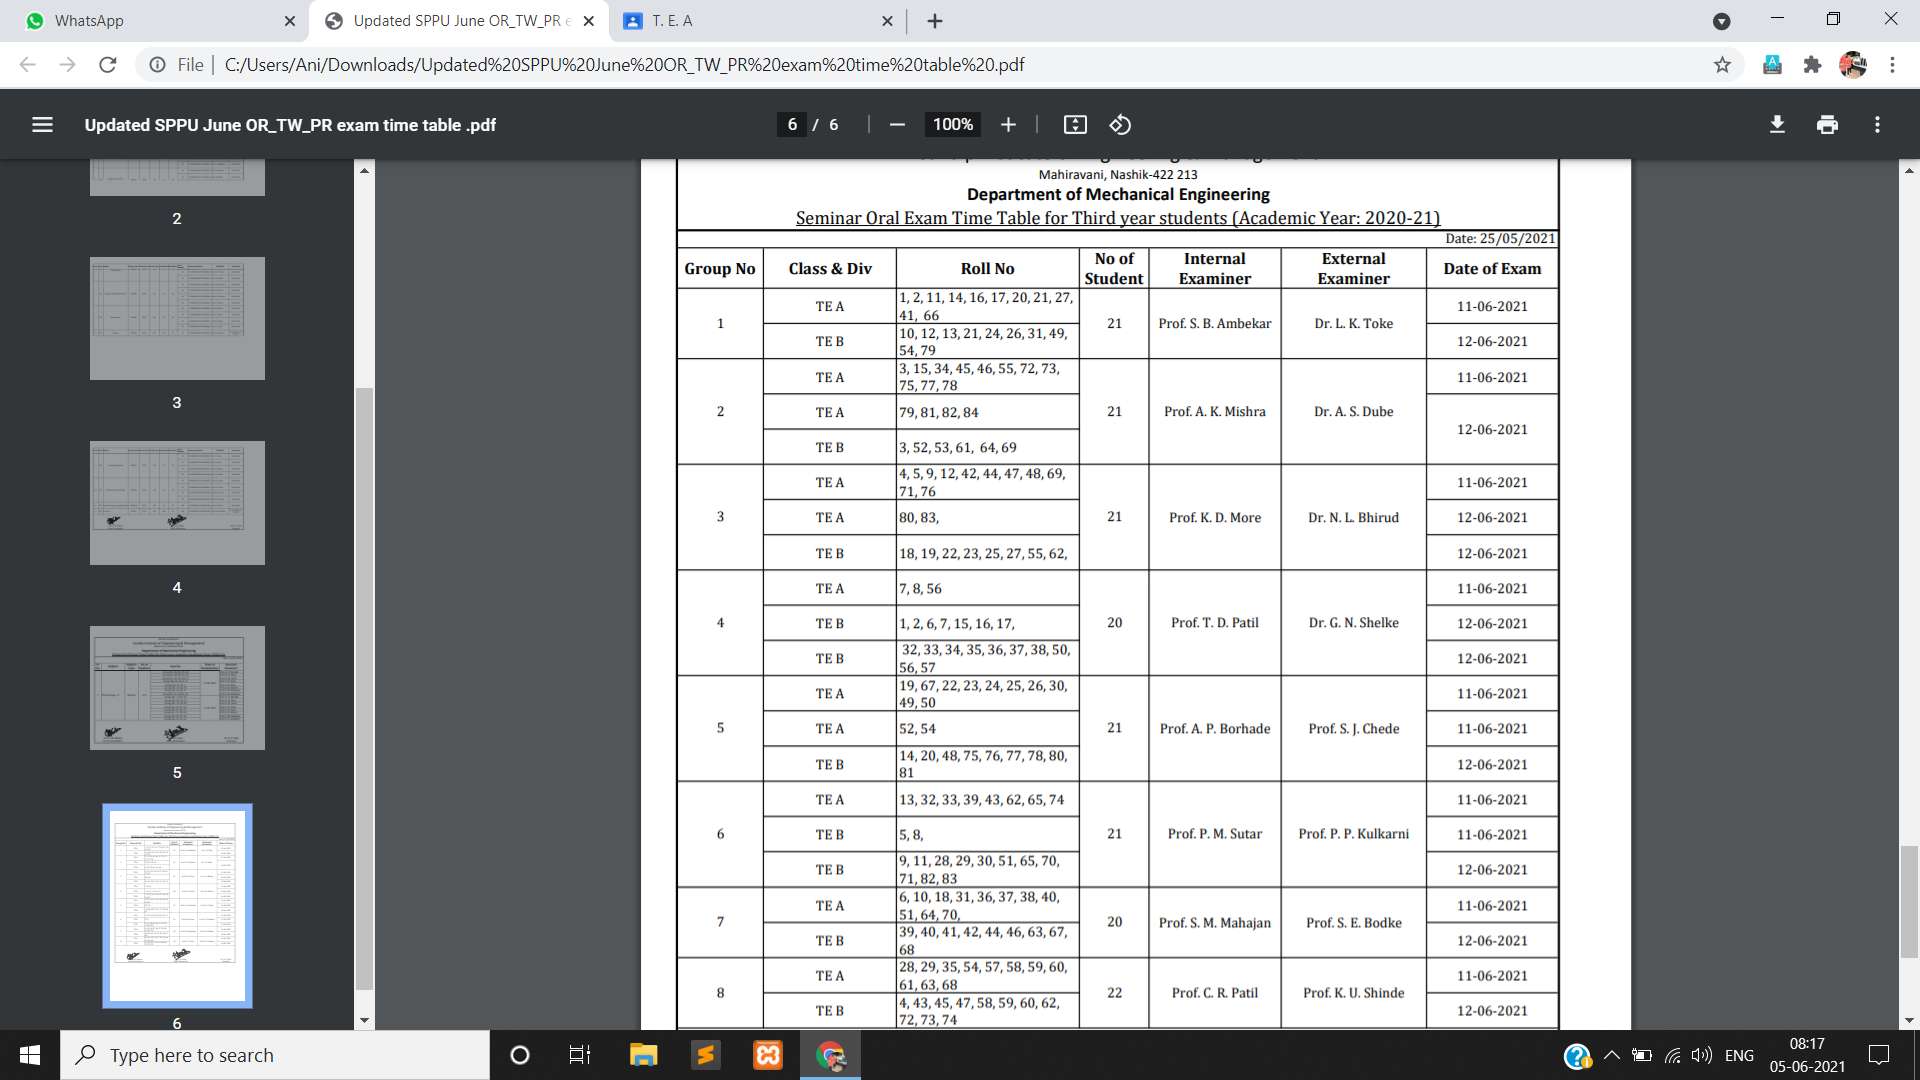 WhatsApp
Updated SPPU June OR_TW_PR e
T. E. A
File
C:/Users/Ani/Downloads/Updated%20SPPU%20June%20OR_TW_PR%20exam%20time%20table%20.pdf
Updated SPPU June OR_TW_PR exam time table .pdf
6 / 6
100%
2
3
4
5
6
Mahiravani, Nashik-422 213
Department of Mechanical Engineering
Seminar Oral Exam Time Table for Third year students (Academic Year: 2020-21)
Date: 25/05/2021
Group No Class & Div Roll No No of Student Internal Examiner External Examiner Date of Exam
1 TE A 1, 2, 11, 14, 16, 17, 20, 21, 27, 41, 66 21 Prof. S. B. Ambekar Dr. L. K. Toke 11-06-2021
TE B 10, 12, 13, 21, 24, 26, 31, 49, 54, 79 12-06-2021
2 TE A 3, 15, 34, 45, 46, 55, 72, 73, 75, 77, 78 21 Prof. A. K. Mishra Dr. A. S. Dube 11-06-2021
TE A 79, 81, 82, 84 12-06-2021
TE B 3, 52, 53, 61, 64, 69
3 TE A 4, 5, 9, 12, 42, 44, 47, 48, 69, 71, 76 21 Prof. K. D. More Dr. N. L. Bhirud 11-06-2021
TE A 80, 83, 12-06-2021
TE B 18, 19, 22, 23, 25, 27, 55, 62, 12-06-2021
4 TE A 7, 8, 56 20 Prof. T. D. Patil Dr. G. N. Shelke 11-06-2021
TE B 1, 2, 6, 7, 15, 16, 17, 12-06-2021
TE B 32, 33, 34, 35, 36, 37, 38, 50, 56, 57 12-06-2021
5 TE A 19, 67, 22, 23, 24, 25, 26, 30, 49, 50 21 Prof. A. P. Borhade Prof. S. J. Chede 11-06-2021
TE A 52, 54 11-06-2021
TE B 14, 20, 48, 75, 76, 77, 78, 80, 81 12-06-2021
6 TE A 13, 32, 33, 39, 43, 62, 65, 74 21 Prof. P. M. Sutar Prof. P. P. Kulkarni 11-06-2021
TE B 5, 8, 11-06-2021
TE B 9, 11, 28, 29, 30, 51, 65, 70, 71, 82, 83 12-06-2021
7 TE A 6, 10, 18, 31, 36, 37, 38, 40, 51, 64, 70, 20 Prof. S. M. Mahajan Prof. S. E. Bodke 11-06-2021
TE B 39, 40, 41, 42, 44, 46, 63, 67, 68 12-06-2021
8 TE A 28, 29, 35, 54, 57, 58, 59, 60, 61, 63, 68 22 Prof. C. R. Patil Prof. K. U. Shinde 11-06-2021
TE B 4, 43, 45, 47, 58, 59, 60, 62, 72, 73, 74 12-06-2021
Type here to search
ENG
08:17
05-06-2021